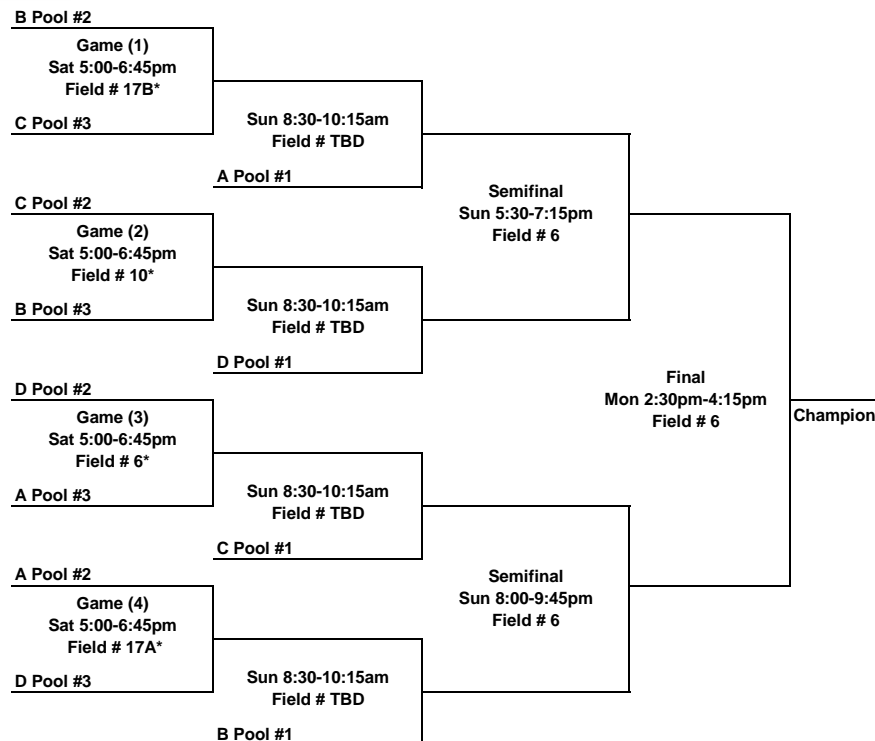 B Pool #2
Game (1)
Sat 5:00-6:45pm
Field # 17B*
C Pool #3
Sun 8:30-10:15am
Field # TBD
A Pool #1
Semifinal
Sun 5:30-7:15pm
Field # 6
C Pool #2
Game (2)
Sat 5:00-6:45pm
Field # 10*
B Pool #3
Sun 8:30-10:15am
Field # TBD
D Pool #1
Final
Mon 2:30pm-4:15pm
Field # 6
Champion
D Pool #2
Game (3)
Sat 5:00-6:45pm
Field # 6*
A Pool #3
Sun 8:30-10:15am
Field # TBD
C Pool #1
Semifinal
Sun 8:00-9:45pm
Field # 6
A Pool #2
Game (4)
Sat 5:00-6:45pm
Field # 17A*
D Pool #3
Sun 8:30-10:15am
Field # TBD
B Pool #1